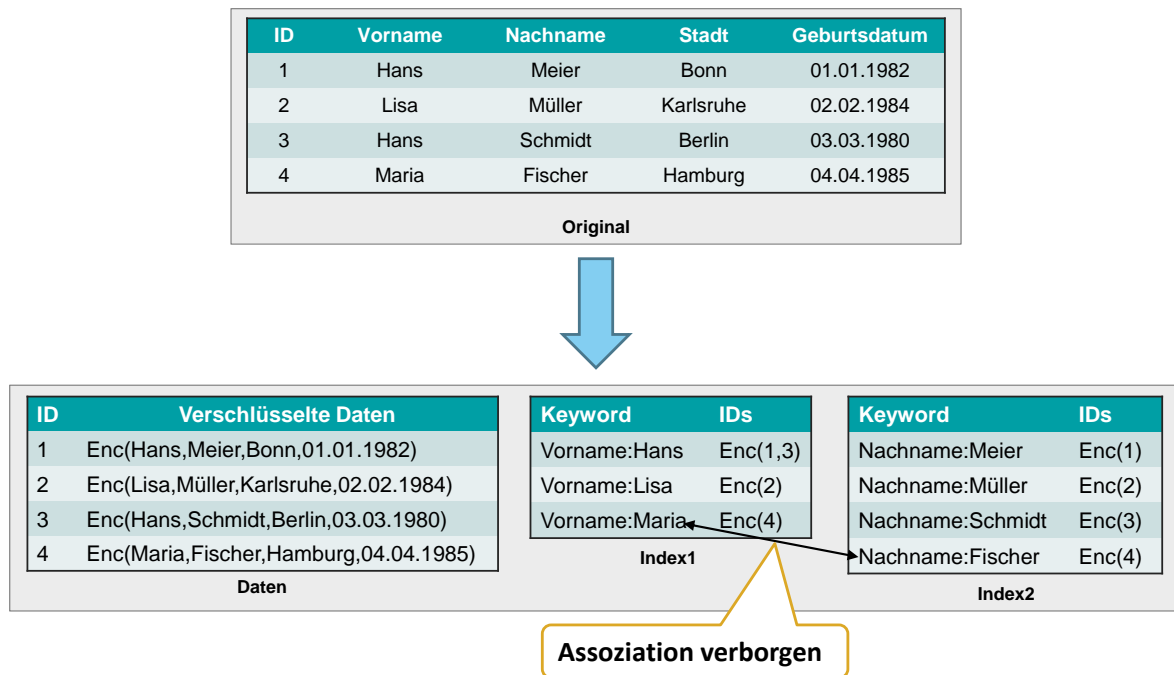 ID Vorname Nachname Stadt Geburtsdatum
1 Hans Meier Bonn 01.01.1982
2 Lisa Müller Karlsruhe 02.02.1984
3 Hans Schmidt Berlin 03.03.1980
4 Maria Fischer Hamburg 04.04.1985
Original
ID Verschlüsselte Daten
1 Enc(Hans,Meier,Bonn,01.01.1982)
2 Enc(Lisa,Müller,Karlsruhe,02.02.1984)
3 Enc(Hans,Schmidt,Berlin,03.03.1980)
4 Enc(Maria,Fischer,Hamburg,04.04.1985)
Daten
Keyword IDs
Vorname:Hans Enc(1,3)
Vorname:Lisa Enc(2)
Vorname:Maria Enc(4)
Index1
Keyword IDs
Nachname:Meier Enc(1)
Nachname:Müller Enc(2)
Nachname:Schmidt Enc(3)
Nachname:Fischer Enc(4)
Index2
Assoziation verborgen